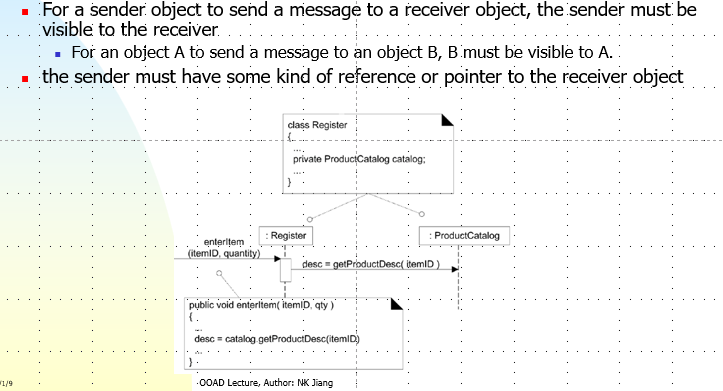 For a sender object to send a message to a receiver object, the sender must be
visible to the receiver
For an object A to send a message to an object B, B must be visible to A.
the sender must have some kind of reference or pointer to the receiver object
class Register
{
...
private ProductCatalog catalog;
...
}
: Register
: ProductCatalog
enterItem
(itemID, quantity)
desc = getProductDesc( itemID )
public void enterItem( itemID, qty )
{
...
desc = catalog.getProductDesc(itemID)
...
}
/1/9
OOAD Lecture, Author: NK Jiang